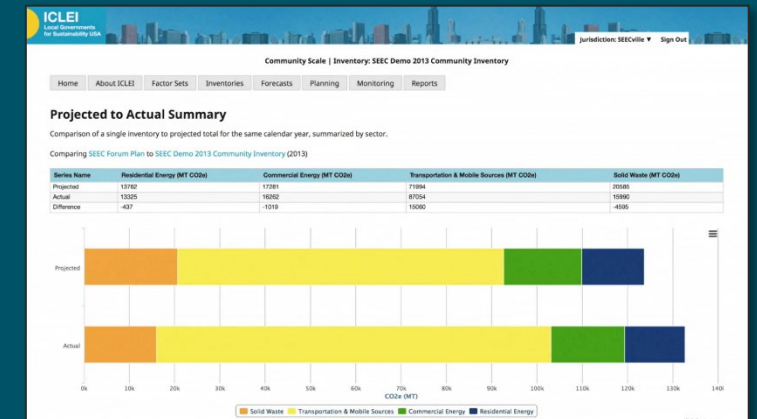 ICLEI
Local Governments
for Sustainability USA
Jurisdiction: SEECville ▼ Sign Out
Community Scale | Inventory: SEEC Demo 2013 Community Inventory
Home About ICLEI Factor Sets Inventories Forecasts Planning Monitoring Reports
Projected to Actual Summary
Comparison of a single inventory to projected total for the same calendar year, summarized by sector.
Comparing SEEC Forum Plan to SEEC Demo 2013 Community Inventory (2013)
Series Name Residential Energy (MT CO2e) Commercial Energy (MT CO2e) Transportation & Mobile Sources (MT CO2e) Solid Waste (MT CO2e)
Projected 13762 17281 71994 20585
Actual 13325 16262 87054 15990
Difference -437 -1019 15060 -4595
Projected
Actual
0k 10k 20k 30k 40k 50k 60k 70k 80k 90k 100k 110k 120k 130k 140
CO2e (MT)
Solid Waste Transportation & Mobile Sources Commercial Energy Residential Energy